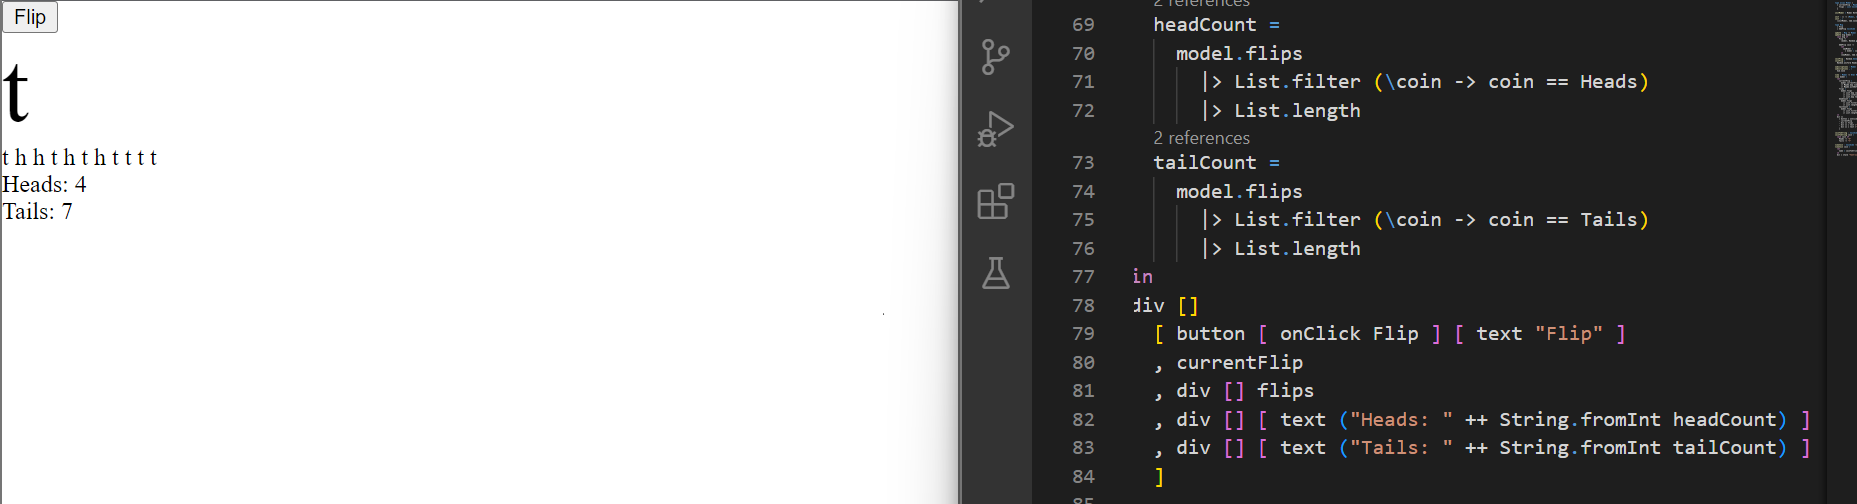 Flip
t
t h h t h t h t t t t
Heads: 4
Tails: 7
2 references
69 headCount =
70 model.flips
71 |> List.filter (\coin -> coin == Heads)
72 |> List.length
2 references
73 tailCount =
74 model.flips
75 |> List.filter (\coin -> coin == Tails)
76 |> List.length
77 in
78 div []
79 [ button [ onClick Flip ] [ text "Flip" ]
80 , currentFlip
81 , div [] flips
82 , div [] [ text ("Heads: " ++ String.fromInt headCount) ]
83 , div [] [ text ("Tails: " ++ String.fromInt tailCount) ]
84 ]
85